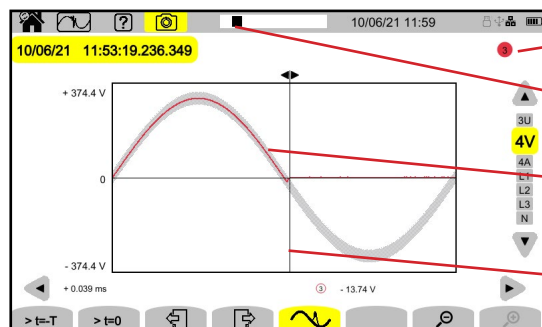 ?
10/06/21 11:59
10/06/21 11:53:19.236.349
3
+ 374.4 V
3U
4V
4A
L1
L2
L3
N
0
- 374.4 V
+ 0.039 ms
3 - 13.74 V
> t=-T
> t=0